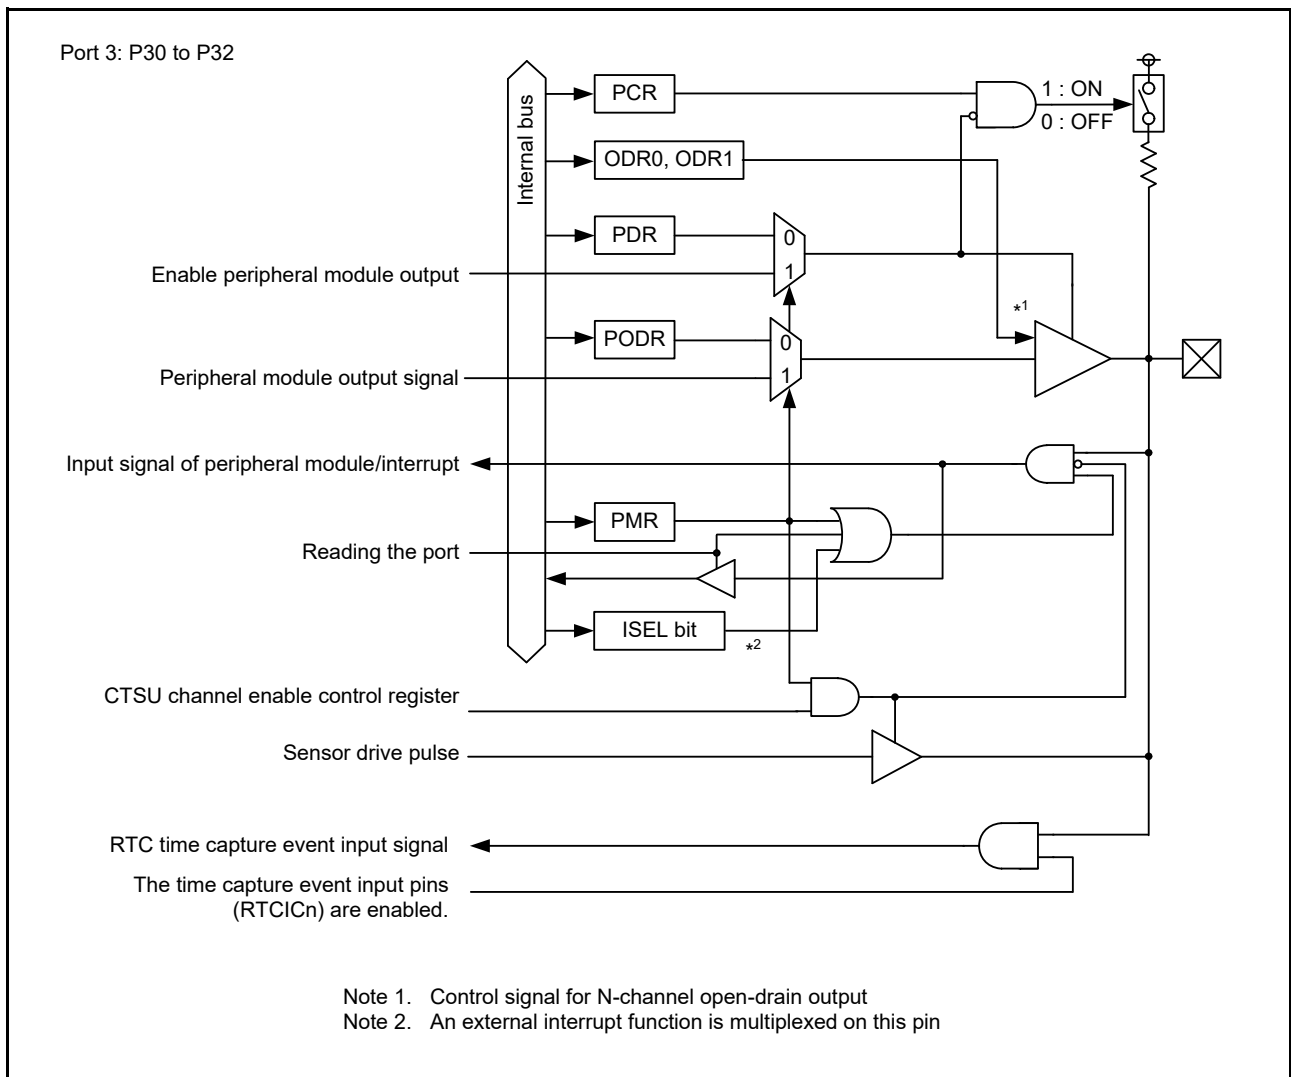 Port 3: P30 to P32
Internal bus
PCR
1 : ON
0 : OFF
ODR0, ODR1
PDR
0
Enable peripheral module output
1
*1
PODR
0
Peripheral module output signal
1
Input signal of peripheral module/interrupt
PMR
Reading the port
ISEL bit
*2
CTSU channel enable control register
Sensor drive pulse
RTC time capture event input signal
The time capture event input pins
(RTCICn) are enabled.
Note 1. Control signal for N-channel open-drain output
Note 2. An external interrupt function is multiplexed on this pin